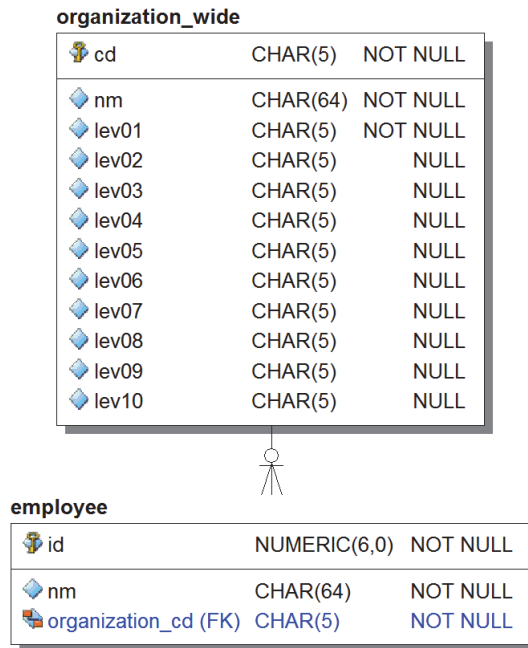 organization_wide
cd CHAR(5) NOT NULL
nm CHAR(64) NOT NULL
lev01 CHAR(5) NOT NULL
lev02 CHAR(5) NULL
lev03 CHAR(5) NULL
lev04 CHAR(5) NULL
lev05 CHAR(5) NULL
lev06 CHAR(5) NULL
lev07 CHAR(5) NULL
lev08 CHAR(5) NULL
lev09 CHAR(5) NULL
lev10 CHAR(5) NULL
employee
id NUMERIC(6,0) NOT NULL
nm CHAR(64) NOT NULL
organization_cd (FK) CHAR(5) NOT NULL